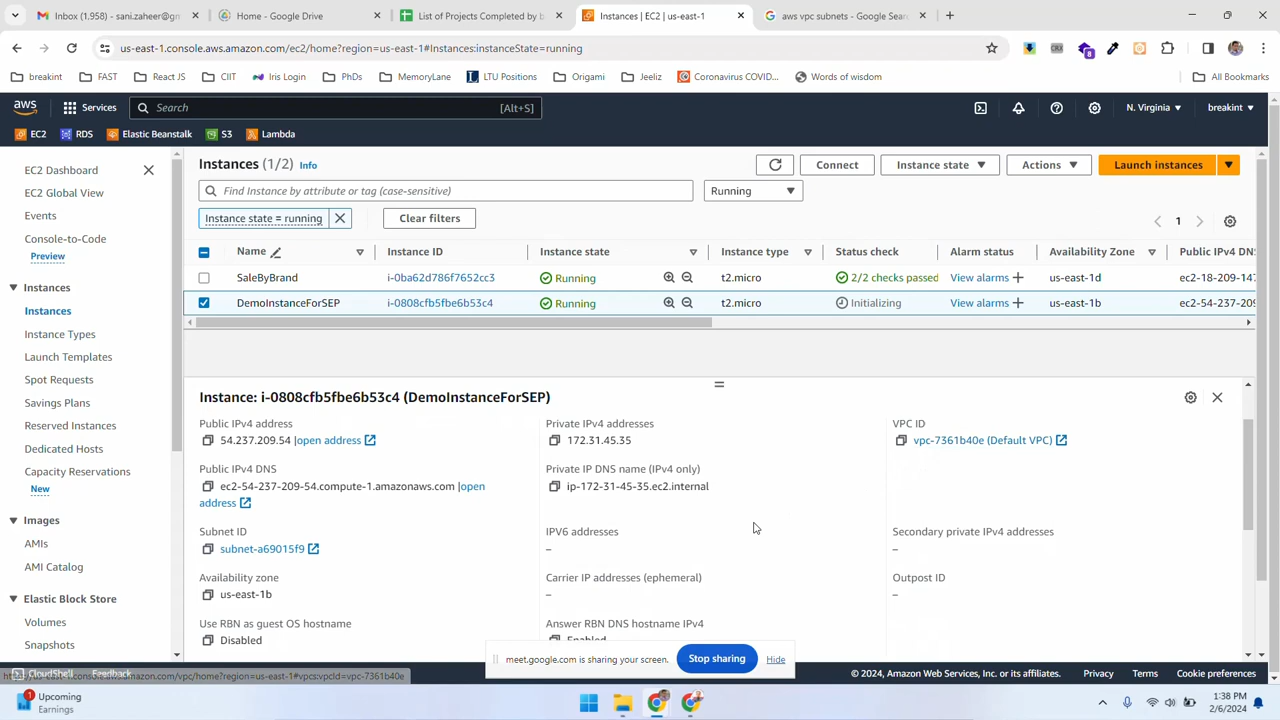 Inbox (1,958) - sani.zaheer@gm
Home - Google Drive
List of Projects Completed by b
Instances | EC2 | us-east-1
aws vpc subnets - Google Sear
us-east-1.console.aws.amazon.com/ec2/home?region=us-east-1#Instances:instanceState=running
breakint
FAST
React JS
CIIT
Iris Login
PhDs
MemoryLane
LTU Positions
Origami
Jeeliz
Coronavirus COVID...
Words of wisdom
All Bookmarks
aws
Services
Search
[Alt+S]
N. Virginia
breakint
EC2
RDS
Elastic Beanstalk
S3
Lambda
EC2 Dashboard
EC2 Global View
Events
Console-to-Code
Preview
Instances
Instances
Instance Types
Launch Templates
Spot Requests
Savings Plans
Reserved Instances
Dedicated Hosts
Capacity Reservations
New
Images
AMIs
AMI Catalog
Elastic Block Store
Volumes
Snapshots
Instances (1/2) Info
Connect
Instance state
Actions
Launch instances
Find Instance by attribute or tag (case-sensitive)
Running
Instance state = running
Clear filters
1
Name Instance ID Instance state Instance type Status check Alarm status Availability Zone Public IPv4 DN
SaleByBrand i-0ba62d786f7652cc3 Running t2.micro 2/2 checks passed View alarms + us-east-1d ec2-18-209-147
DemoInstanceForSEP i-0808cfb5fbe6b53c4 Running t2.micro Initializing View alarms + us-east-1b ec2-54-237-209
Instance: i-0808cfb5fbe6b53c4 (DemoInstanceForSEP)
Public IPv4 address
54.237.209.54 |open address
Private IPv4 addresses
172.31.45.35
VPC ID
vpc-7361b40e (Default VPC)
Public IPv4 DNS
ec2-54-237-209-54.compute-1.amazonaws.com |open
address
Private IP DNS name (IPv4 only)
ip-172-31-45-35.ec2.internal
Subnet ID
subnet-a69015f9
IPV6 addresses
–
Secondary private IPv4 addresses
–
Availability zone
us-east-1b
Carrier IP addresses (ephemeral)
–
Outpost ID
–
Use RBN as guest OS hostname
Disabled
Answer RBN DNS hostname IPv4
Enabled
meet.google.com is sharing your screen.
Stop sharing
Hide
CloudShell
Feedback
© 2024, Amazon Web Services, Inc. or its affiliates.
Privacy
Terms
Cookie preferences
1
Upcoming
Earnings
1:38 PM
2/6/2024